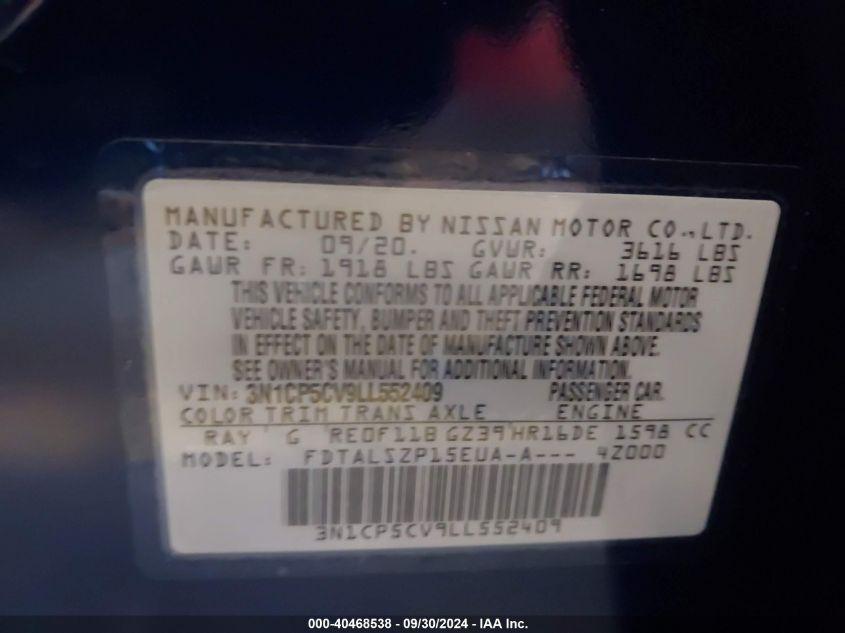 MANUFACTURED BY NISSAN MOTOR CO., LTD.
DATE: 09/20. GVWR: 3616 LBS
GAWR FR: 1918 LBS GAWR RR: 1698 LBS
THIS VEHICLE CONFORMS TO ALL APPLICABLE FEDERAL MOTOR
VEHICLE SAFETY, BUMPER AND THEFT PREVENTION STANDARDS
IN EFFECT ON THE DATE OF MANUFACTURE SHOWN ABOVE.
SEE OWNER'S MANUAL FOR ADDITIONAL INFORMATION.
VIN: 3N1CP5CV9LL552409 PASSENGER CAR.
COLOR TRIM TRANS AXLE ENGINE
RAY G RE0F11B GZ39 HR16DE 1598 CC
MODEL: FDTALSZP15EUA-A--- 4Z000
3N1CP5CV9LL552409
000-40468538 - 09/30/2024 - IAA Inc.